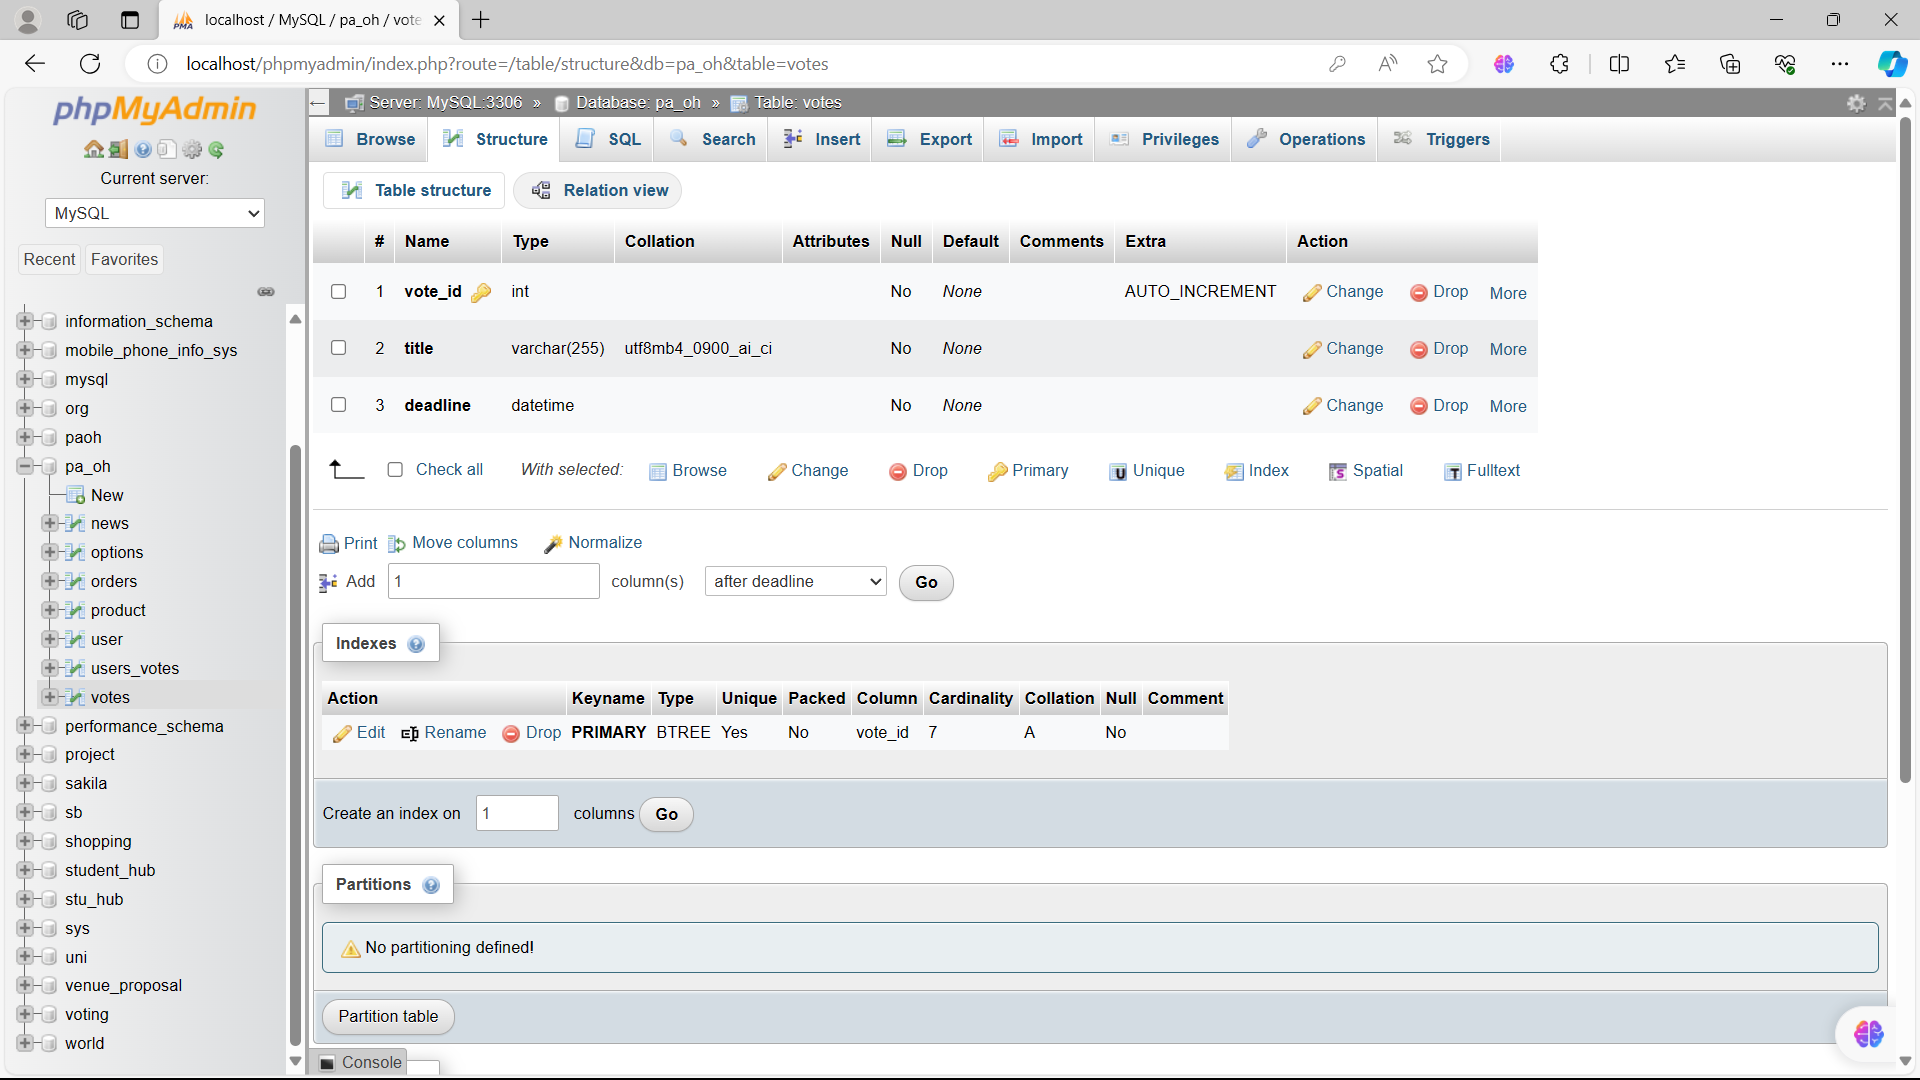 localhost / MySQL / pa_oh / vote
localhost/phpmyadmin/index.php?route=/table/structure&db=pa_oh&table=votes
phpMyAdmin
Current server:
MySQL
Recent Favorites
information_schema
mobile_phone_info_sys
mysql
org
paoh
pa_oh
New
news
options
orders
product
user
users_votes
votes
performance_schema
project
sakila
sb
shopping
student_hub
stu_hub
sys
uni
venue_proposal
voting
world
Server: MySQL:3306 » Database: pa_oh » Table: votes
Browse Structure SQL Search Insert Export Import Privileges Operations Triggers
Table structure Relation view
# Name Type Collation Attributes Null Default Comments Extra Action
1 vote_id int No None AUTO_INCREMENT Change Drop More
2 title varchar(255) utf8mb4_0900_ai_ci No None Change Drop More
3 deadline datetime No None Change Drop More
Check all With selected: Browse Change Drop Primary Unique Index Spatial Fulltext
Print Move columns Normalize
Add 1 column(s) after deadline Go
Indexes
Action Keyname Type Unique Packed Column Cardinality Collation Null Comment
Edit Rename Drop PRIMARY BTREE Yes No vote_id 7 A No
Create an index on 1 columns Go
Partitions
No partitioning defined!
Partition table
Console